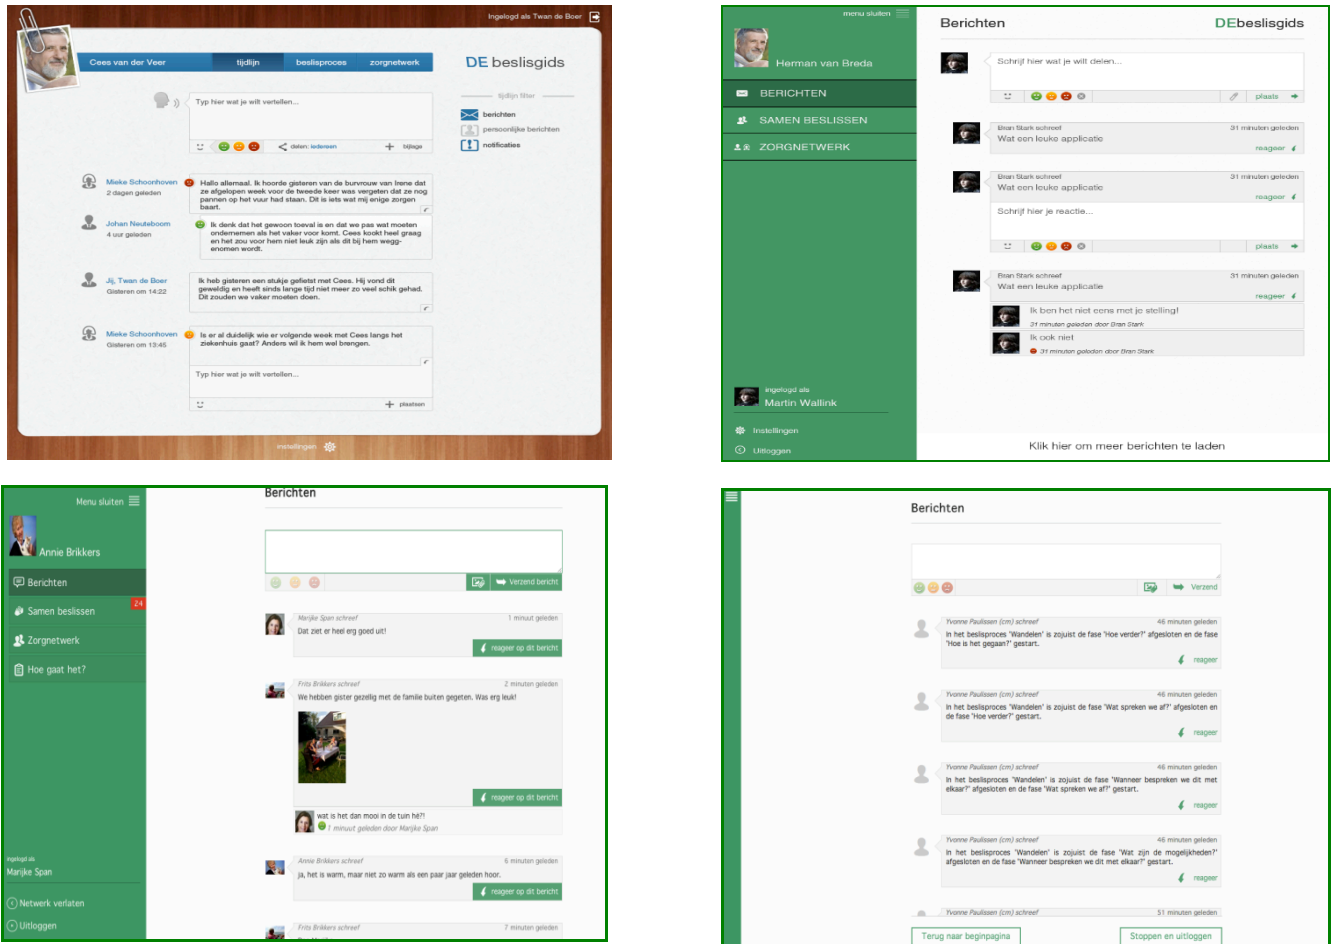 Ingelogd als Twan de Boer
Cees van der Veer
tijdlijn
beslisproces
zorgnetwerk
DE beslisgids
Typ hier wat je wilt vertellen...
delen: iedereen
bijlage
tijdlijn filter
berichten
persoonlijke berichten
notificaties
Mieke Schoonhoven
2 dagen geleden
Hallo allemaal. Ik hoorde gisteren van de burvrouw van Irene dat
ze afgelopen week voor de tweede keer was vergeten dat ze nog
pannen op het vuur had staan. Dit is iets wat mij enige zorgen
baart.
Johan Neuteboom
4 uur geleden
Ik denk dat het gewoon toeval is en dat we pas wat moeten
ondernemen als het vaker voor komt. Cees kookt heel graag
en het zou voor hem niet leuk zijn als dit bij hem wegg-
enomen wordt.
Jij, Twan de Boer
Gisteren om 14:22
Ik heb gisteren een stukje gefietst met Cees. Hij vond dit
geweldig en heeft sinds lange tijd niet meer zo veel schik gehad.
Dit zouden we vaker moeten doen.
Mieke Schoonhoven
Gisteren om 13:45
Is er al duidelijk wie er volgende week met Cees langs het
ziekenhuis gaat? Anders wil ik hem wel brengen.
Typ hier wat je wilt vertellen...
plaatsen
instellingen
menu sluiten
Herman van Breda
BERICHTEN
SAMEN BESLISSEN
ZORGNETWERK
ingelogd als
Martin Wallink
Instellingen
Uitloggen
Berichten
DEbeslisgids
Schrijf hier wat je wilt delen...
plaats
Bran Stark schreef
31 minuten geleden
Wat een leuke applicatie
reageer
Bran Stark schreef
31 minuten geleden
Wat een leuke applicatie
reageer
Schrijf hier je reactie...
plaats
Bran Stark schreef
31 minuten geleden
Wat een leuke applicatie
reageer
Ik ben het niet eens met je stelling!
31 minuten geleden door Bran Stark
Ik ook niet
31 minuten geleden door Bran Stark
Klik hier om meer berichten te laden
Menu sluiten
Annie Brikkers
Berichten
Samen beslissen
24
Zorgnetwerk
Hoe gaat het?
ingelogd als
Marijke Span
Netwerk verlaten
Uitloggen
Berichten
Verzend bericht
Marijke Span schreef
1 minuut geleden
Dat ziet er heel erg goed uit!
reageer op dit bericht
Frits Brikkers schreef
2 minuten geleden
We hebben gister gezellig met de familie buiten gegeten. Was erg leuk!
reageer op dit bericht
wat is het dan mooi in de tuin hé?!
1 minuut geleden door Marijke Span
Annie Brikkers schreef
6 minuten geleden
ja, het is warm, maar niet zo warm als een paar jaar geleden hoor.
reageer op dit bericht
Frits Brikkers schreef
7 minuten geleden
Berichten
Verzend
Yvonne Paulissen (cm) schreef
46 minuten geleden
In het beslisproces 'Wandelen' is zojuist de fase 'Hoe verder?' afgesloten en de fase
'Hoe is het gegaan?' gestart.
reageer
Yvonne Paulissen (cm) schreef
46 minuten geleden
In het beslisproces 'Wandelen' is zojuist de fase 'Wat spreken we af?' afgesloten en
de fase 'Hoe verder?' gestart.
reageer
Yvonne Paulissen (cm) schreef
46 minuten geleden
In het beslisproces 'Wandelen' is zojuist de fase 'Wanneer bespreken we dit met
elkaar?' afgesloten en de fase 'Wat spreken we af?' gestart.
reageer
Yvonne Paulissen (cm) schreef
46 minuten geleden
In het beslisproces 'Wandelen' is zojuist de fase 'Wat zijn de mogelijkheden?'
afgesloten en de fase 'Wanneer bespreken we dit met elkaar?' gestart.
reageer
Yvonne Paulissen (cm) schreef
51 minuten geleden
Terug naar beginpagina
Stoppen en uitloggen